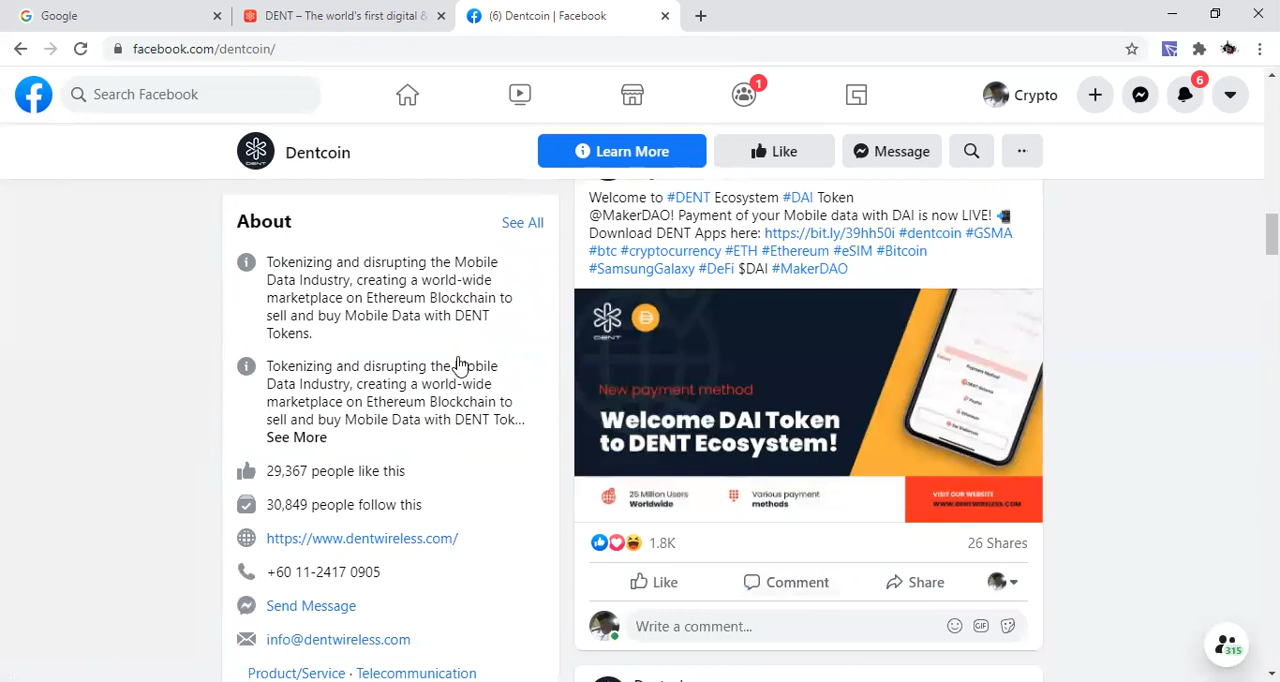 Google
DENT – The world's first digital &
(6) Dentcoin | Facebook
facebook.com/dentcoin/
Search Facebook
1
Crypto
6
Dentcoin
Learn More
Like
Message
About
See All
Tokenizing and disrupting the Mobile
Data Industry, creating a world-wide
marketplace on Ethereum Blockchain to
sell and buy Mobile Data with DENT
Tokens.
Tokenizing and disrupting the Mobile
Data Industry, creating a world-wide
marketplace on Ethereum Blockchain to
sell and buy Mobile Data with DENT Tok...
See More
29,367 people like this
30,849 people follow this
https://www.dentwireless.com/
+60 11-2417 0905
Send Message
info@dentwireless.com
Product/Service · Telecommunication
Welcome to #DENT Ecosystem #DAI Token
@MakerDAO! Payment of your Mobile data with DAI is now LIVE!
Download DENT Apps here: https://bit.ly/39hh50i #dentcoin #GSMA
#btc #cryptocurrency #ETH #Ethereum #eSIM #Bitcoin
#SamsungGalaxy #DeFi $DAI #MakerDAO
DENT
New payment method
Welcome DAI Token
to DENT Ecosystem!
Payment Method
25 Million Users
Worldwide
Various payment
methods
VISIT OUR WEBSITE
WWW.DENTWIRELESS.COM
1.8K
26 Shares
Like
Comment
Share
Write a comment...
GIF
315